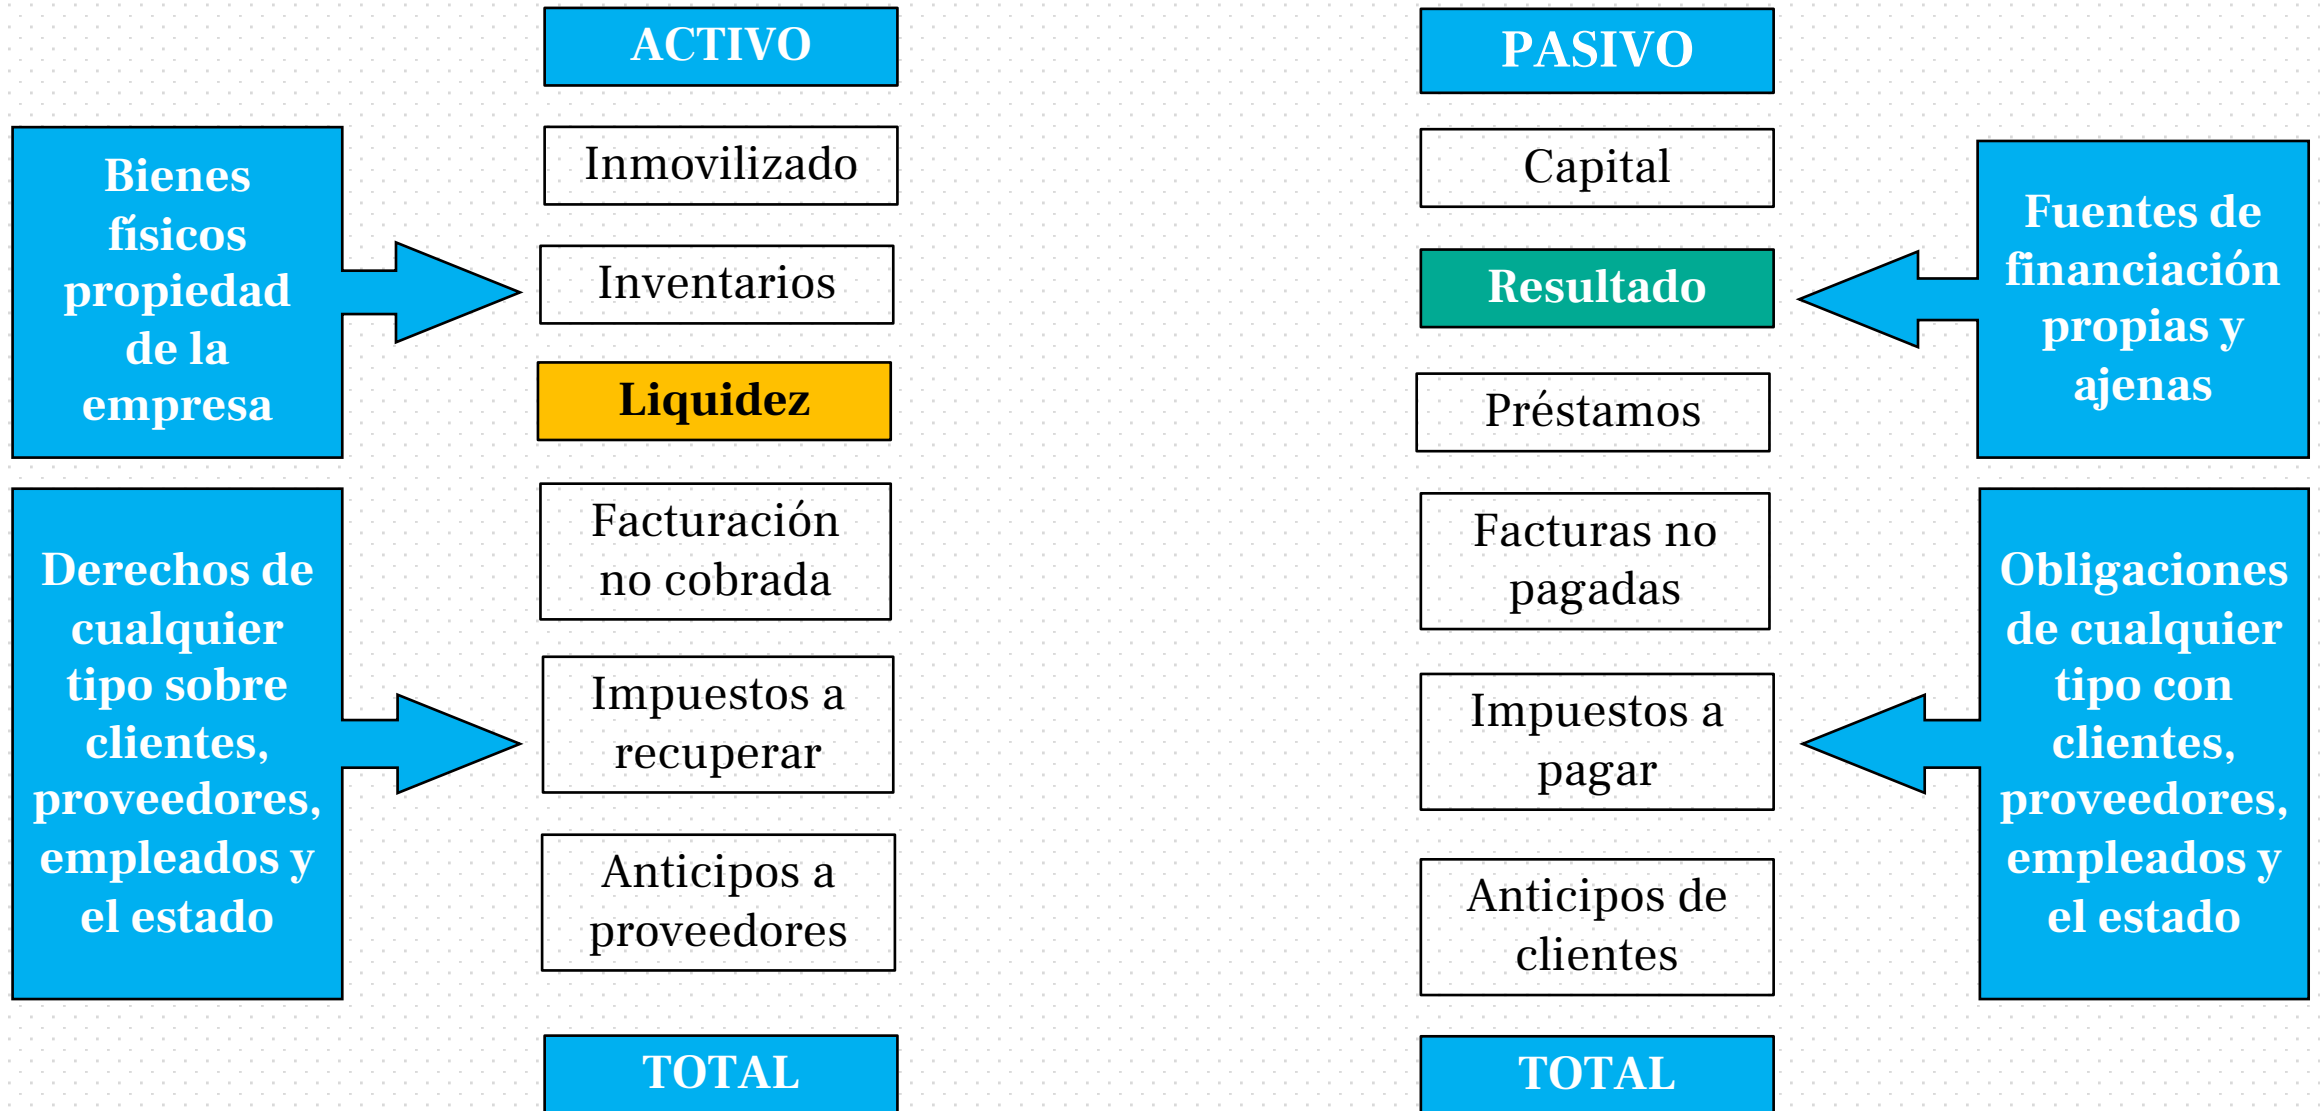 ACTIVO
PASIVO
Bienes
físicos
propiedad
de la
empresa
Inmovilizado
Inventarios
Liquidez
Capital
Resultado
Préstamos
Fuentes de
financiación
propias y
ajenas
Derechos de
cualquier
tipo sobre
clientes,
proveedores,
empleados y
el estado
Facturación
no cobrada
Impuestos a
recuperar
Anticipos a
proveedores
Facturas no
pagadas
Impuestos a
pagar
Anticipos de
clientes
Obligaciones
de cualquier
tipo con
clientes,
proveedores,
empleados y
el estado
TOTAL
TOTAL